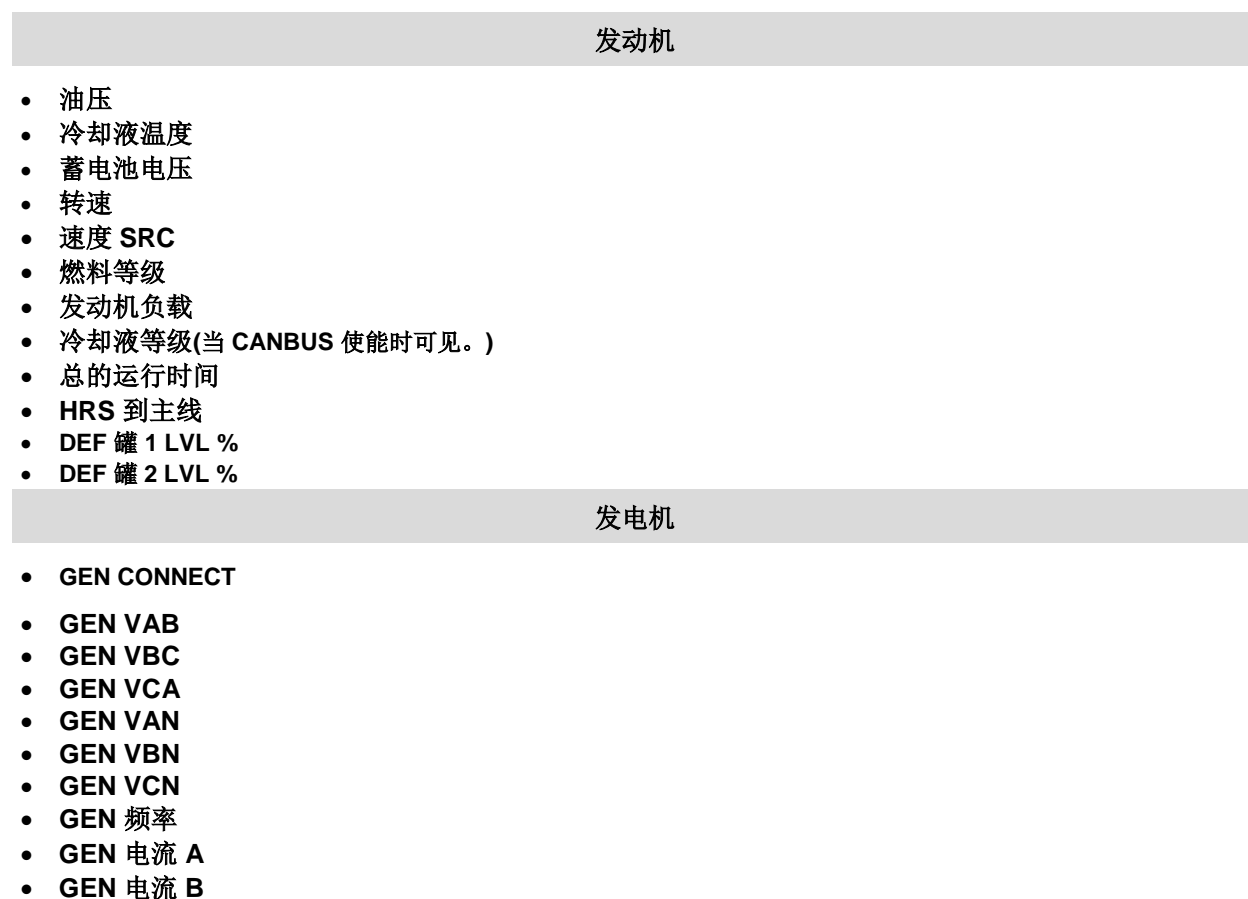 发动机
• 油压
• 冷却液温度
• 蓄电池电压
• 转速
• 速度 SRC
• 燃料等级
• 发动机负载
• 冷却液等级(当 CANBUS 使能时可见。)
• 总的运行时间
• HRS 到主线
• DEF 罐 1 LVL %
• DEF 罐 2 LVL %
发电机
• GEN CONNECT
• GEN VAB
• GEN VBC
• GEN VCA
• GEN VAN
• GEN VBN
• GEN VCN
• GEN 频率
• GEN 电流 A
• GEN 电流 B